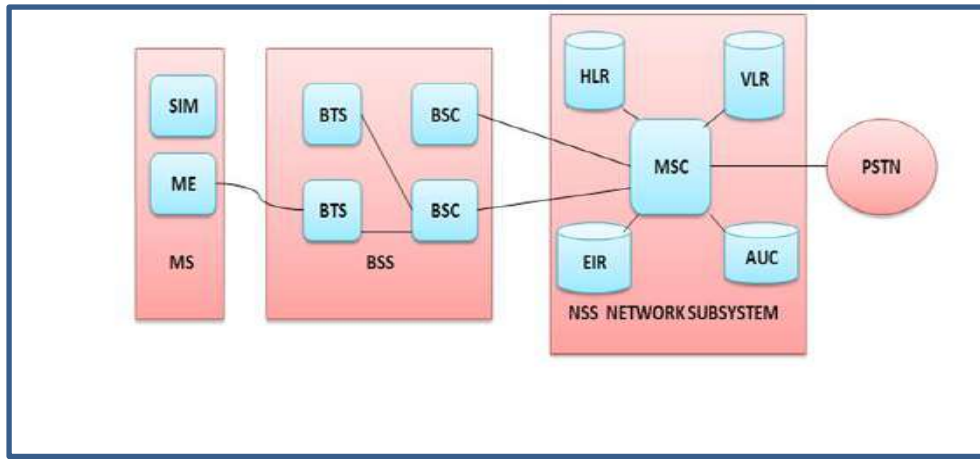 SIM
ME
MS
BTS
BSC
BTS
BSC
BSS
HLR
VLR
MSC
EIR
AUC
NSS NETWORK SUBSYSTEM
PSTN